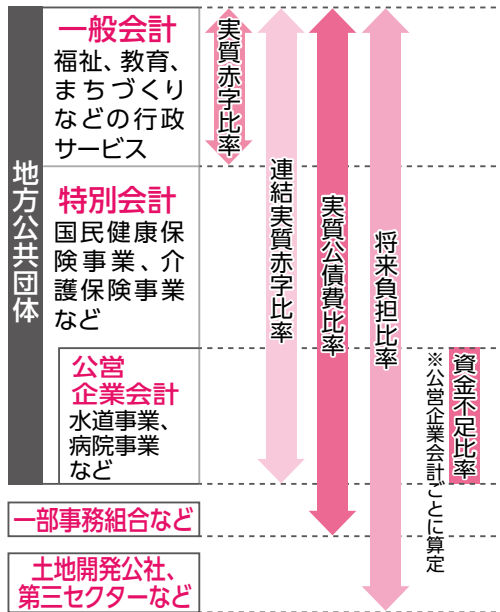 地方公共団体
一般会計
福祉、教育、
まちづくり
などの行政
サービス
特別会計
国民健康保
険事業、介
護保険事業
など
公営
企業会計
水道事業、
病院事業
など
一部事務組合など
土地開発公社、
第三セクターなど
実質赤字比率
連結実質赤字比率
実質公債費比率
将来負担比率
資金不足比率
※公営企業会計ごとに算定